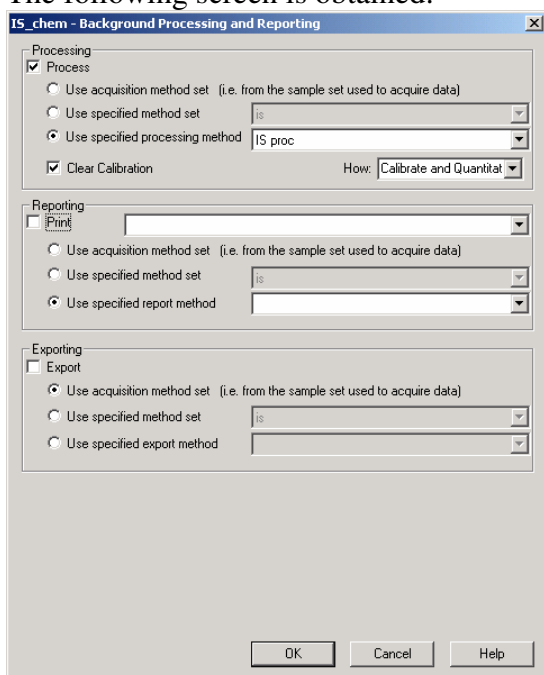 The following screen is obtained.
IS_chem - Background Processing and Reporting
Processing
Process
Use acquisition method set (i.e. from the sample set used to acquire data)
Use specified method set is
Use specified processing method IS proc
Clear Calibration How: Calibrate and Quantitat
Reporting
Print
Use acquisition method set (i.e. from the sample set used to acquire data)
Use specified method set is
Use specified report method
Exporting
Export
Use acquisition method set (i.e. from the sample set used to acquire data)
Use specified method set is
Use specified export method
OK Cancel Help